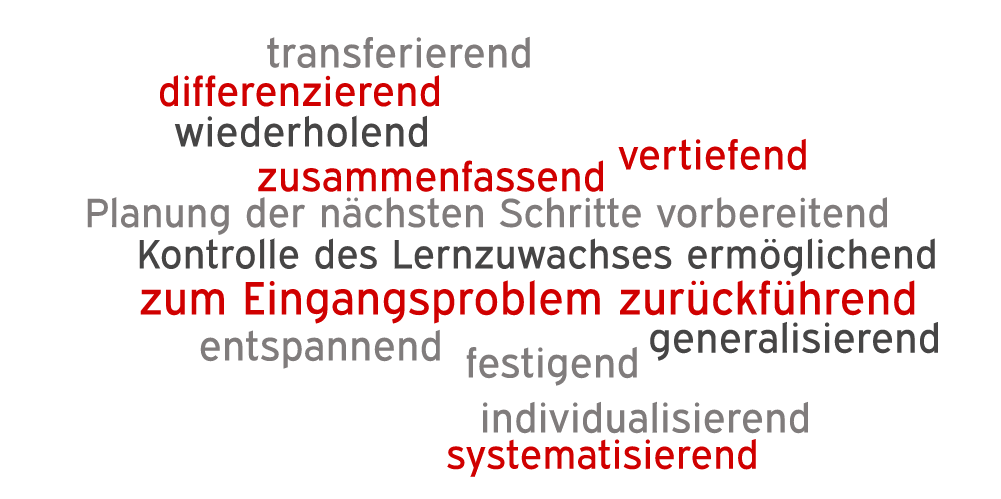 transferierend
differenzierend
wiederholend
vertiefend
zusammenfassend
Planung der nächsten Schritte vorbereitend
Kontrolle des Lernzuwachses ermöglichend
zum Eingangsproblem zurückführend
generalisierend
entspannend
festigend
individualisierend
systematisierend